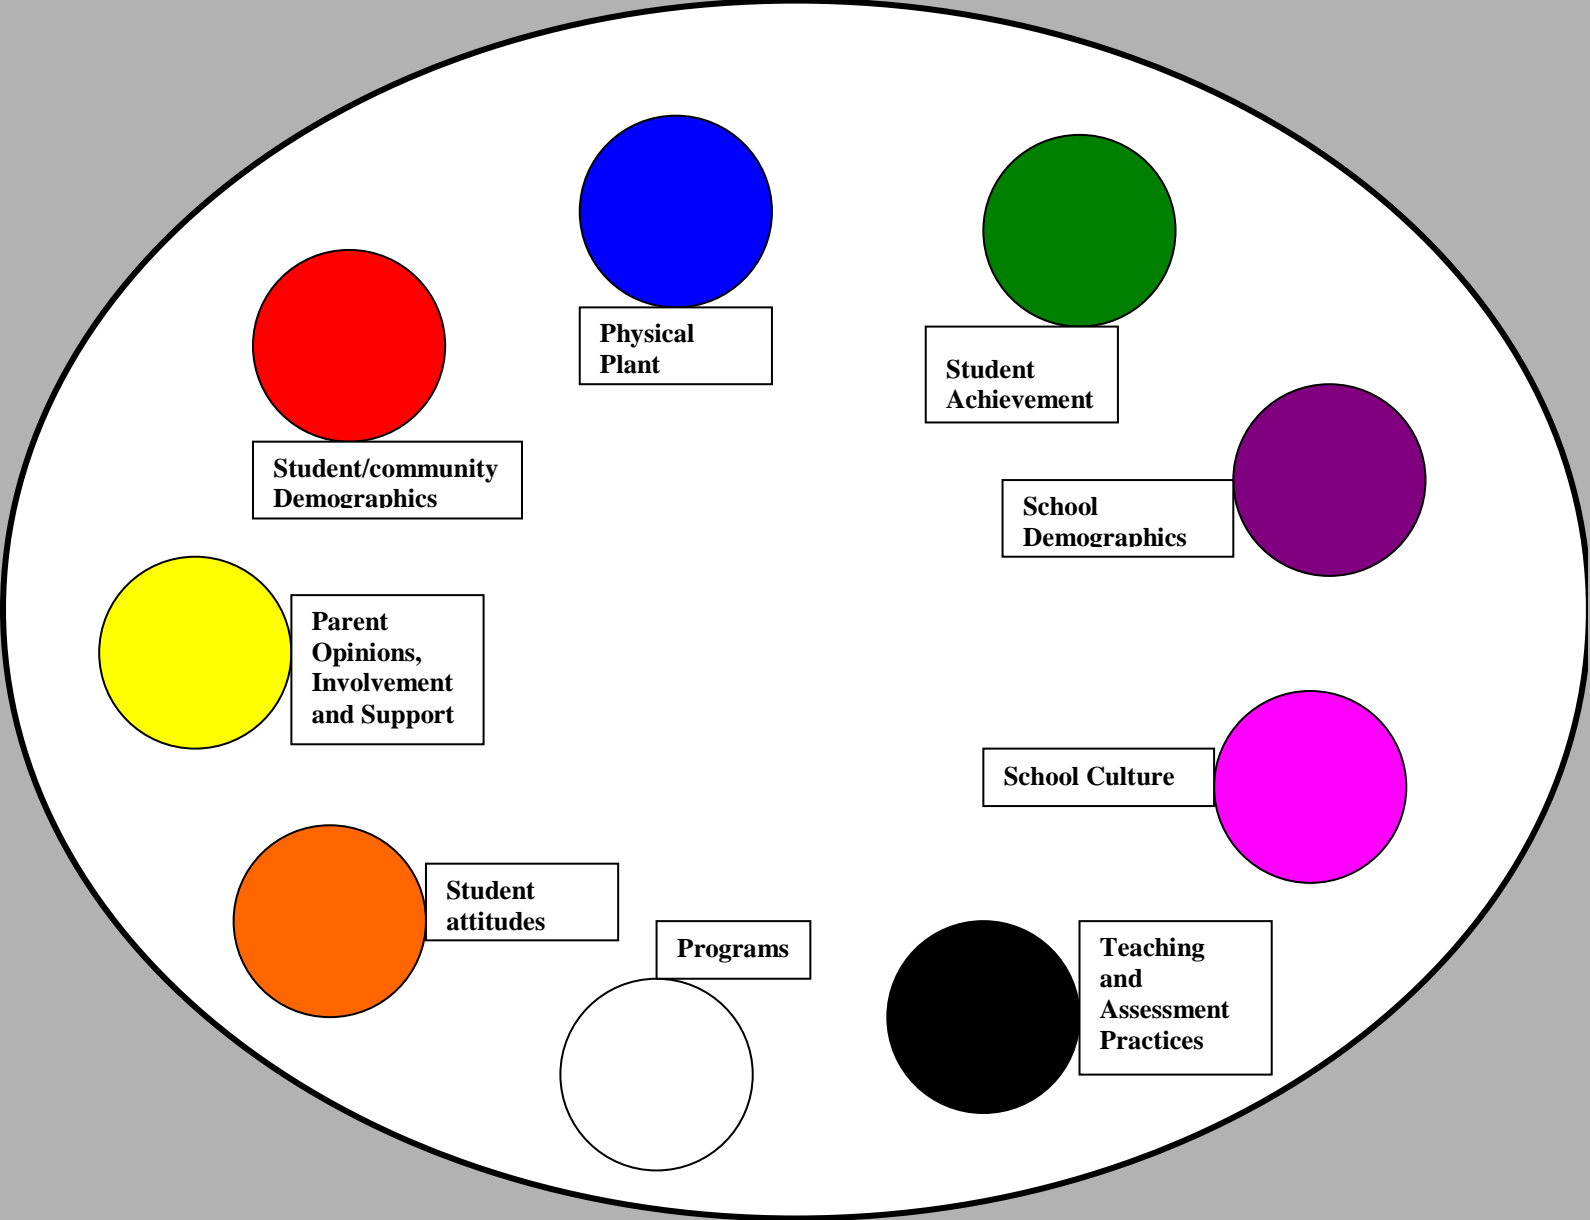 Physical
Plant
Student
Achievement
Student/community
Demographics
School
Demographics
Parent
Opinions,
Involvement
and Support
School Culture
Student
attitudes
Programs
Teaching
and
Assessment
Practices